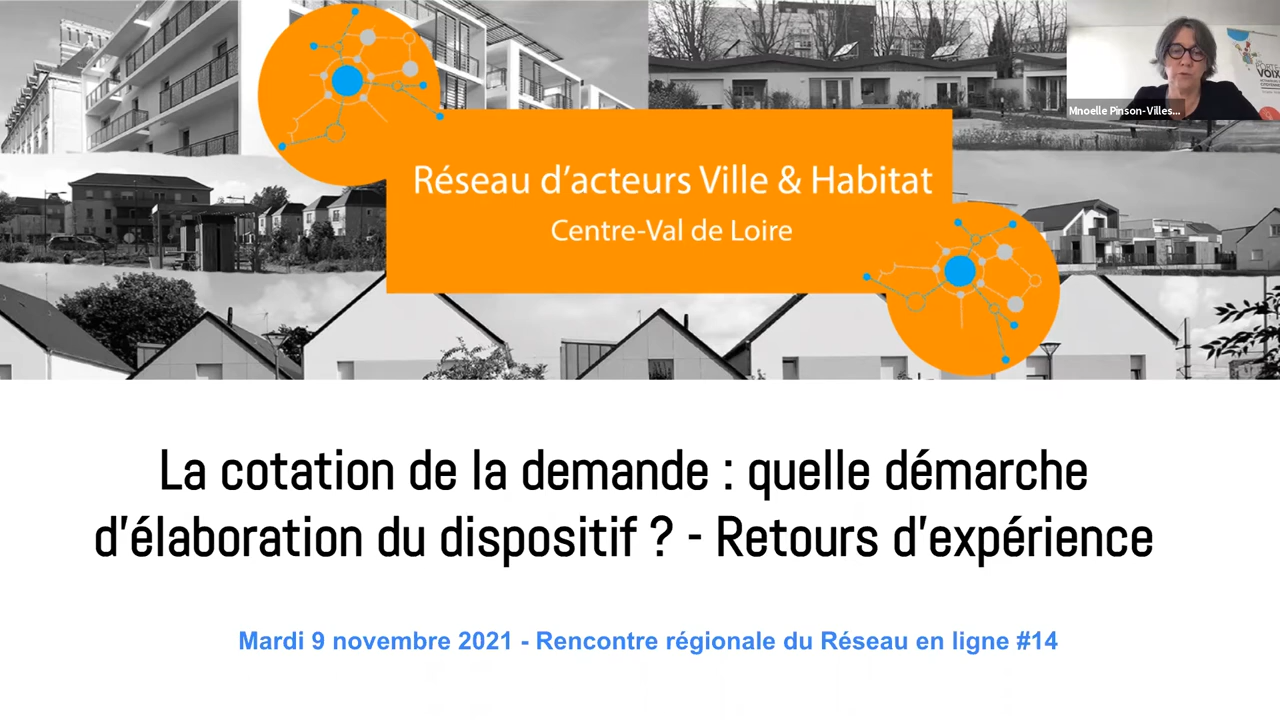 Réseau d'acteurs Ville & Habitat
Centre-Val de Loire
Mnoelle Pinson-Villes...
VOIX
La cotation de la demande : quelle démarche
d'élaboration du dispositif ? - Retours d'expérience
Mardi 9 novembre 2021 - Rencontre régionale du Réseau en ligne #14